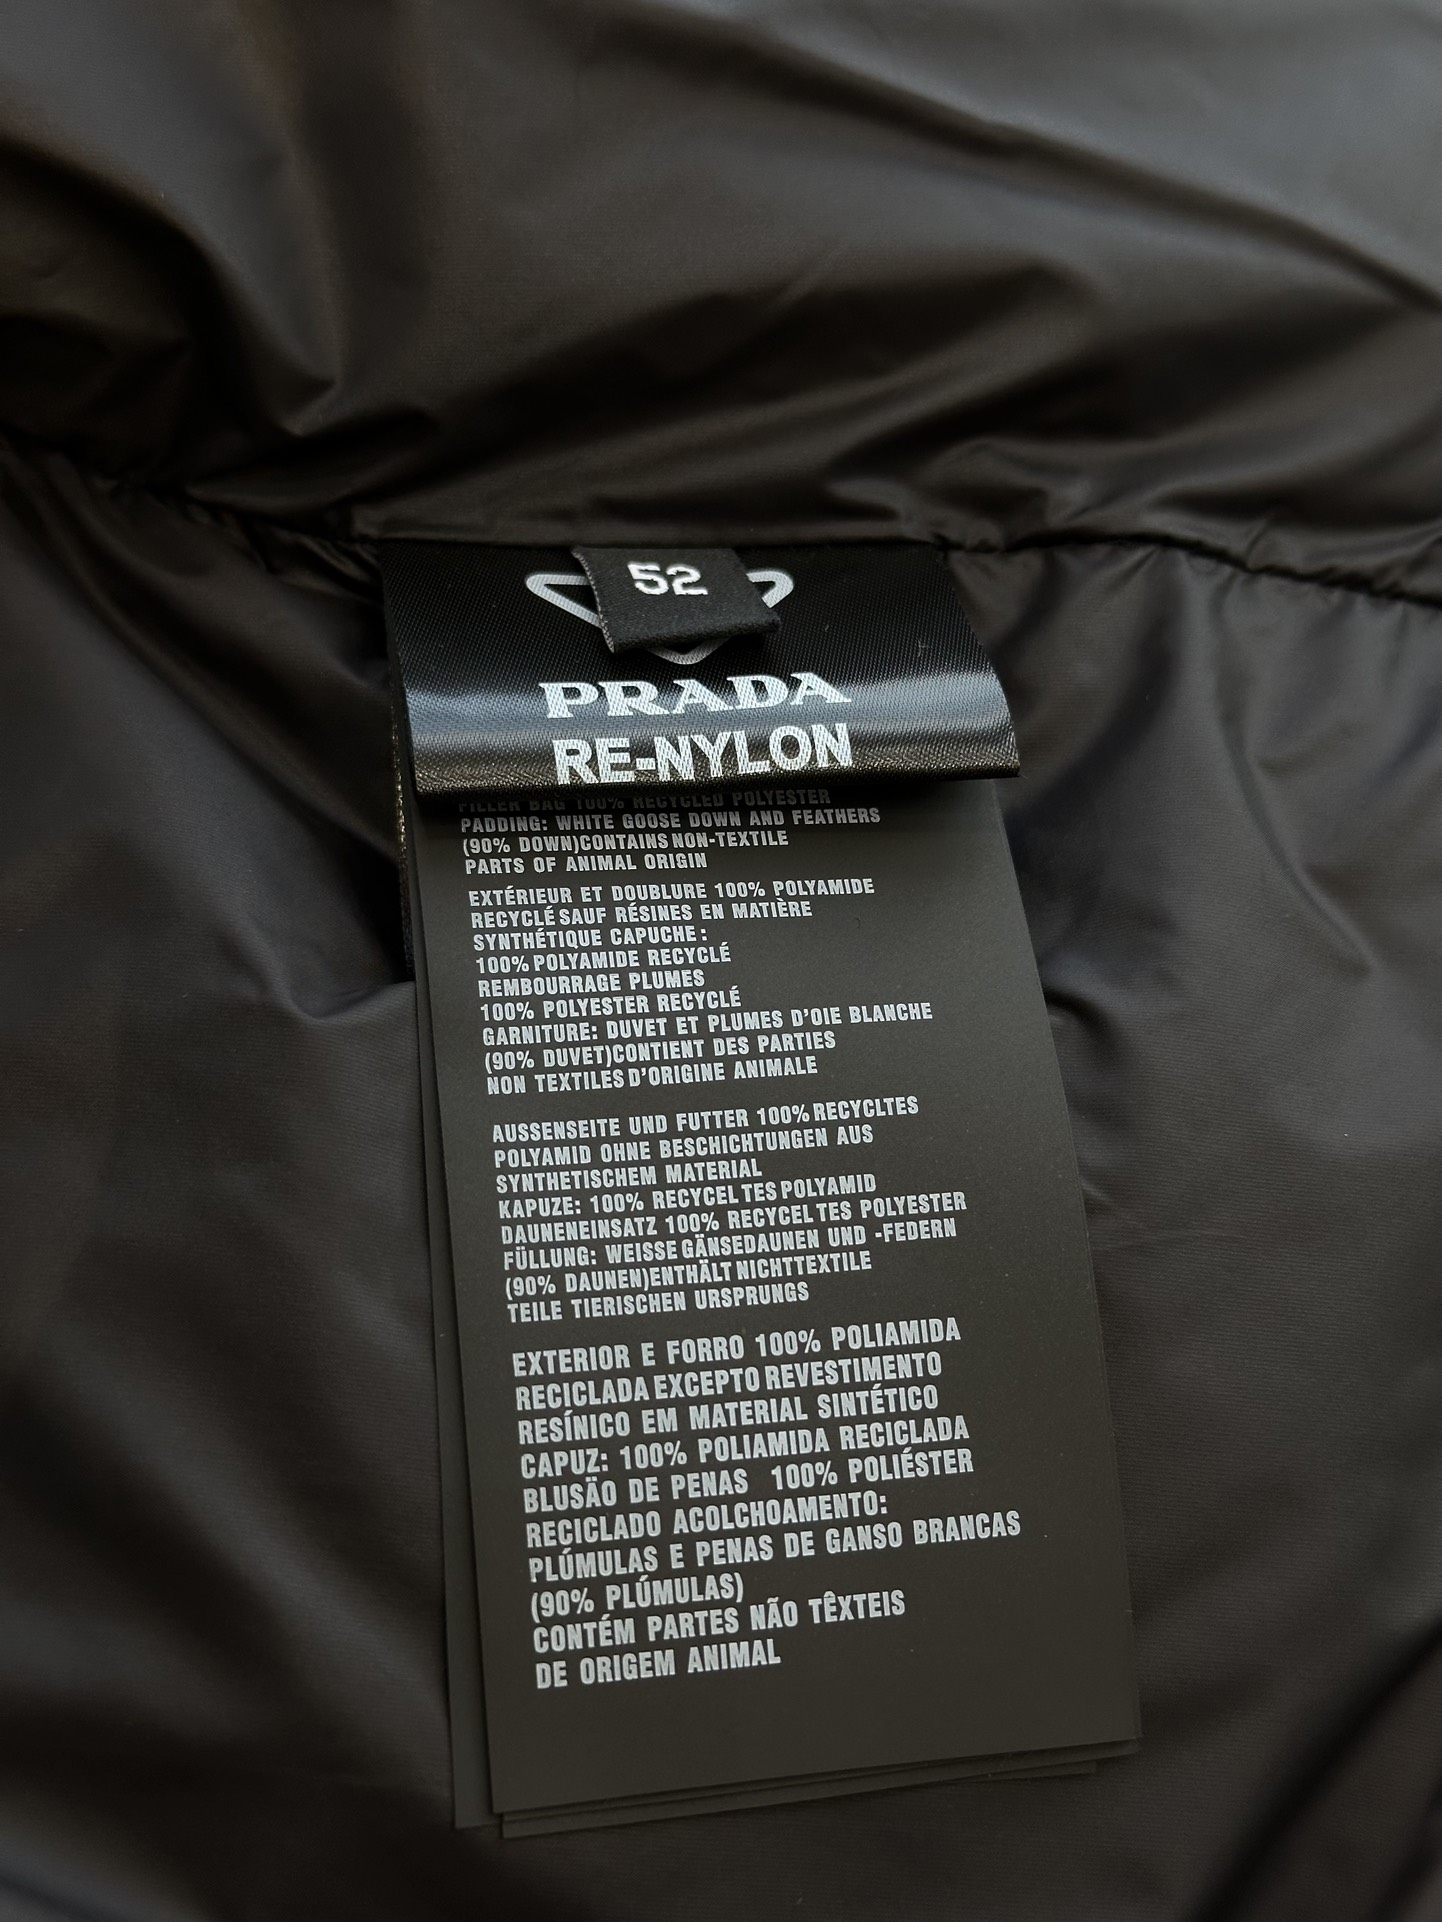 52
PRADA
RE-NYLON
FILLER BAG 100% RECYCLED POLYESTER
PADDING: WHITE GOOSE DOWN AND FEATHERS
(90% DOWN)CONTAINS NON-TEXTILE
PARTS OF ANIMAL ORIGIN
EXTÉRIEUR ET DOUBLURE 100% POLYAMIDE
RECYCLÉ SAUF RÉSINES EN MATIÈRE
SYNTHÉTIQUE CAPUCHE :
100% POLYAMIDE RECYCLÉ
REMBOURRAGE PLUMES
100% POLYESTER RECYCLÉ
GARNITURE: DUVET ET PLUMES D'OIE BLANCHE
(90% DUVET)CONTIENT DES PARTIES
NON TEXTILES D'ORIGINE ANIMALE
AUSSENSEITE UND FUTTER 100% RECYCLTES
POLYAMID OHNE BESCHICHTUNGEN AUS
SYNTHETISCHEM MATERIAL
KAPUZE: 100% RECYCEL TES POLYAMID
DAUNENEINSATZ 100% RECYCEL TES POLYESTER
FÜLLUNG: WEISSE GÄNSEDAUNEN UND -FEDERN
(90% DAUNEN)ENTHÄLT NICHTTEXTILE
TEILE TIERISCHEN URSPRUNGS
EXTERIOR E FORRO 100% POLIAMIDA
RECICLADA EXCEPTO REVESTIMENTO
RESÍNICO EM MATERIAL SINTÉTICO
CAPUZ: 100% POLIAMIDA RECICLADA
BLUSÄO DE PENAS 100% POLIÉSTER
RECICLADO ACOLCHOAMENTO:
PLÚMULAS E PENAS DE GANSO BRANCAS
(90% PLÚMULAS)
CONTÉM PARTES NÃO TÊXTEIS
DE ORIGEM ANIMAL